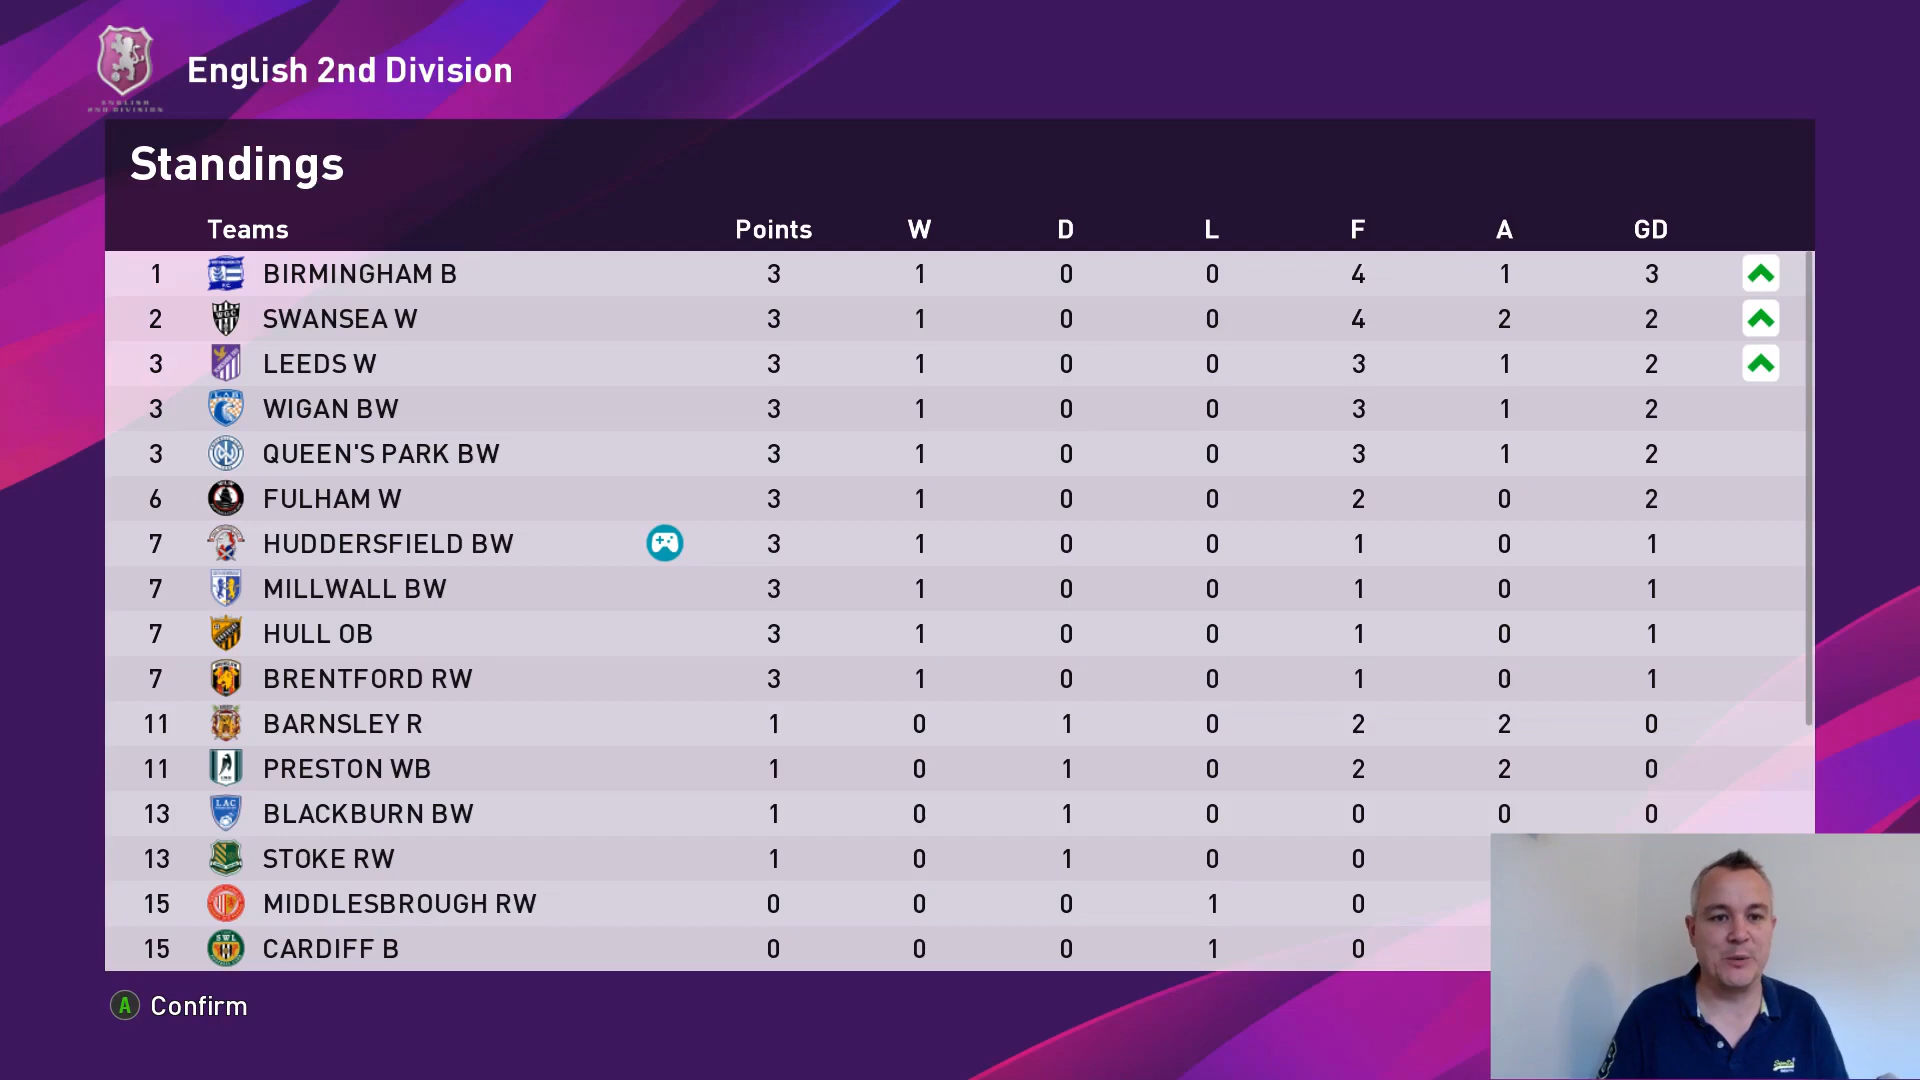 English 2nd Division
ENGLISH
2ND DIVISION
Standings
Teams Points W D L F A GD
1 BIRMINGHAM B 3 1 0 0 4 1 3
2 SWANSEA W 3 1 0 0 4 2 2
3 LEEDS W 3 1 0 0 3 1 2
3 WIGAN BW 3 1 0 0 3 1 2
3 QUEEN'S PARK BW 3 1 0 0 3 1 2
6 FULHAM W 3 1 0 0 2 0 2
7 HUDDERSFIELD BW 3 1 0 0 1 0 1
7 MILLWALL BW 3 1 0 0 1 0 1
7 HULL OB 3 1 0 0 1 0 1
7 BRENTFORD RW 3 1 0 0 1 0 1
11 BARNSLEY R 1 0 1 0 2 2 0
11 PRESTON WB 1 0 1 0 2 2 0
13 BLACKBURN BW 1 0 1 0 0 0 0
13 STOKE RW 1 0 1 0 0
15 MIDDLESBROUGH RW 0 0 0 1 0
15 CARDIFF B 0 0 0 1 0
A Confirm